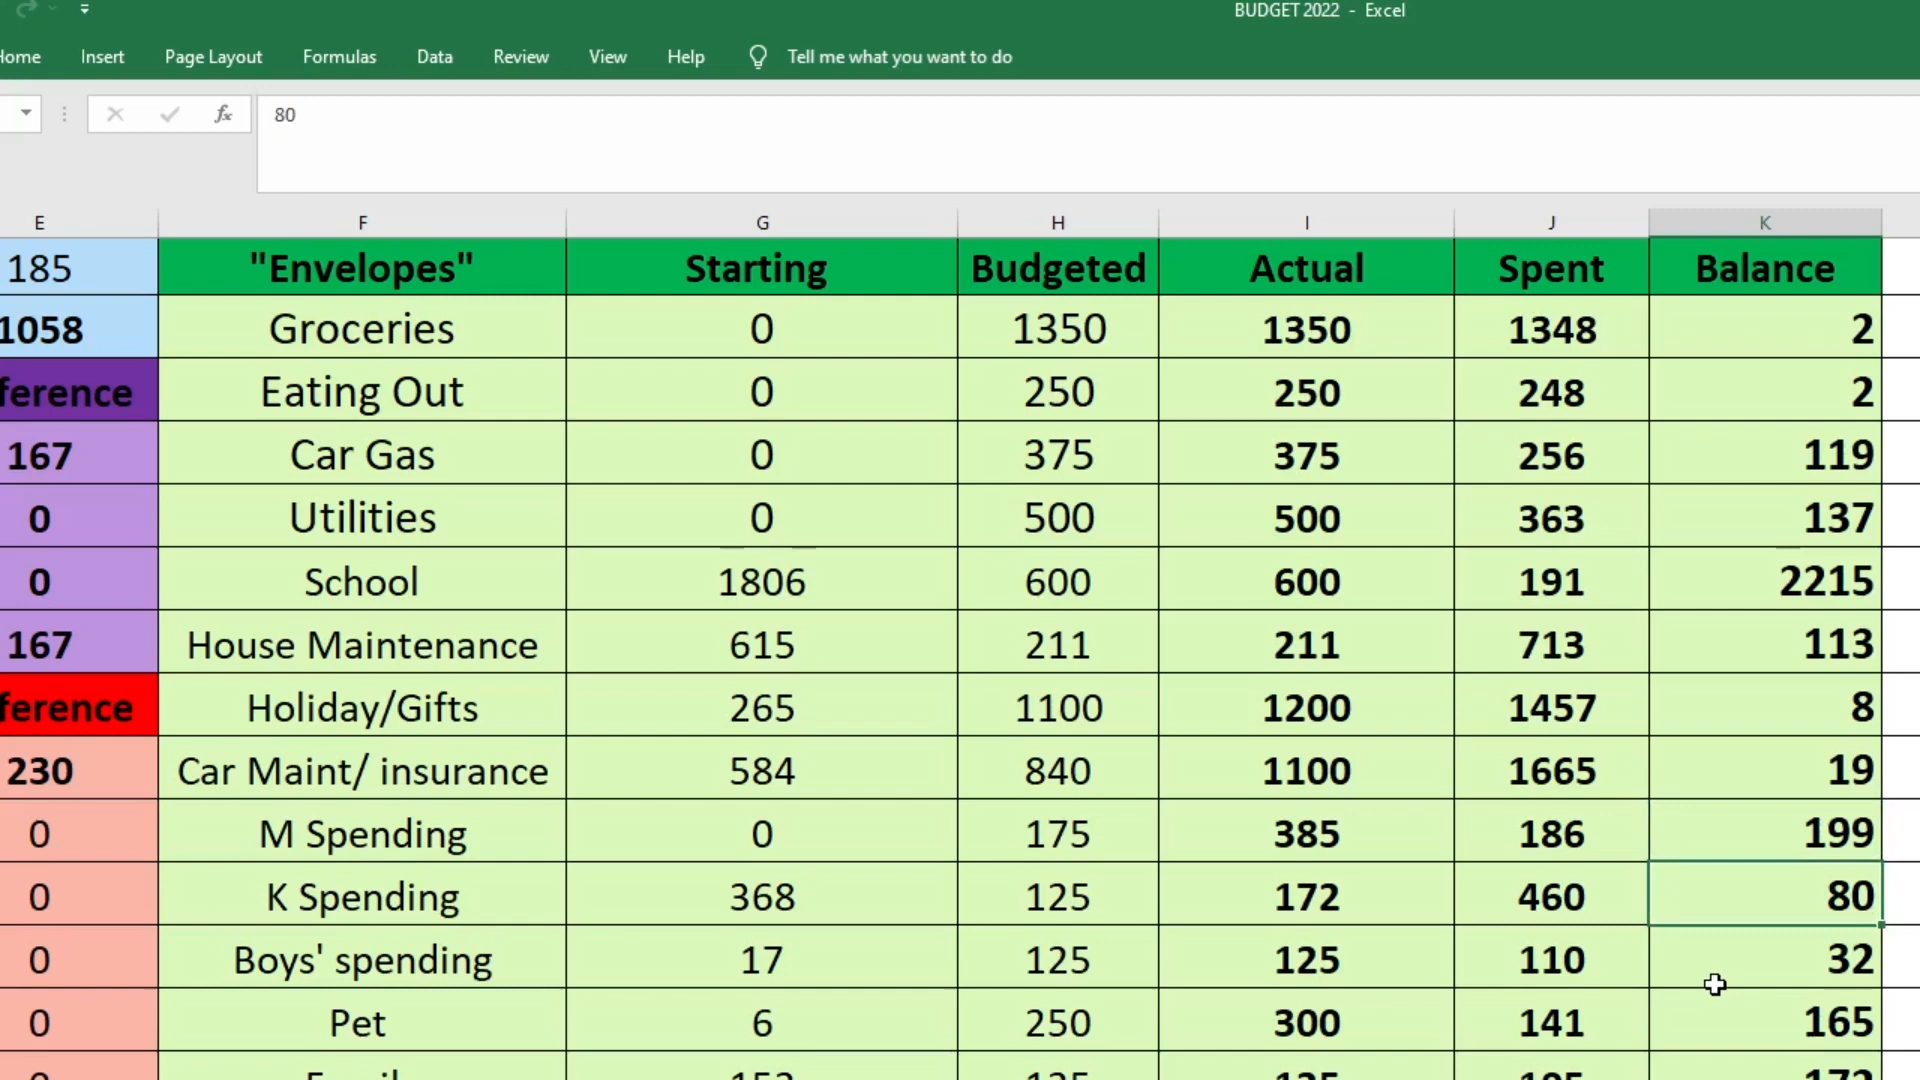 BUDGET 2022 - Excel
Home Insert Page Layout Formulas Data Review View Help Tell me what you want to do
fx 80
E F G H I J K
185 "Envelopes" Starting Budgeted Actual Spent Balance
1058 Groceries 0 1350 1350 1348 2
ference Eating Out 0 250 250 248 2
167 Car Gas 0 375 375 256 119
0 Utilities 0 500 500 363 137
0 School 1806 600 600 191 2215
167 House Maintenance 615 211 211 713 113
ference Holiday/Gifts 265 1100 1200 1457 8
230 Car Maint/ insurance 584 840 1100 1665 19
0 M Spending 0 175 385 186 199
0 K Spending 368 125 172 460 80
0 Boys' spending 17 125 125 110 32
0 Pet 6 250 300 141 165